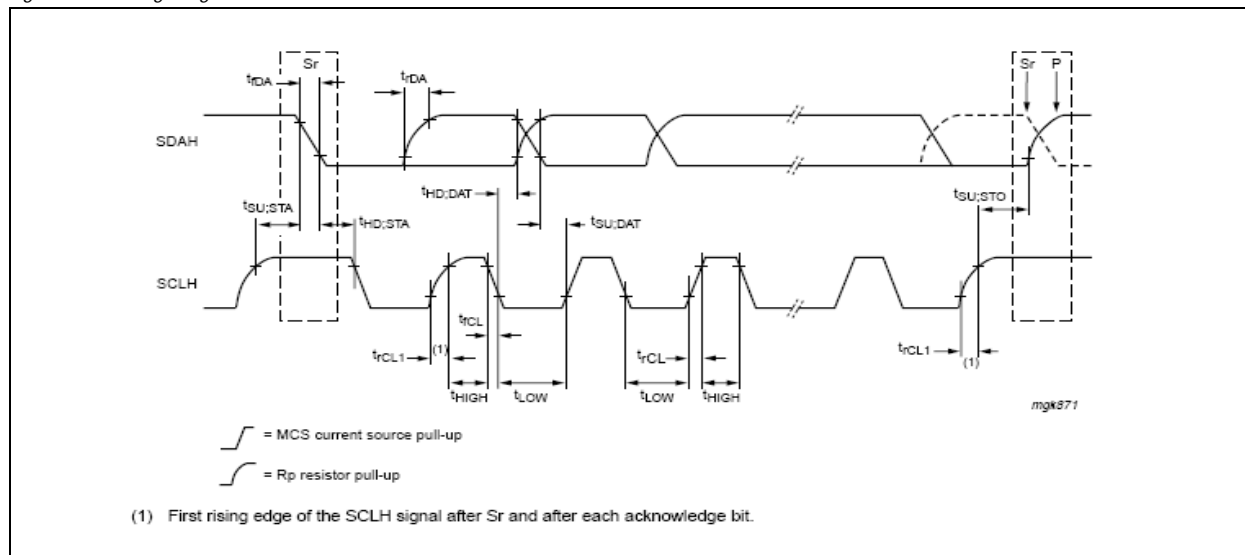 Sr
Sr P
tfDA
trDA
SDAH
tHD;DAT
tSU;STA
tHD;STA
tSU;DAT
tSU;STO
SCLH
tfCL
trCL1
(1)
trCL
trCL1
(1)
tHIGH
tLOW
tLOW
tHIGH
mgk871
= MCS current source pull-up
= Rp resistor pull-up
(1) First rising edge of the SCLH signal after Sr and after each acknowledge bit.